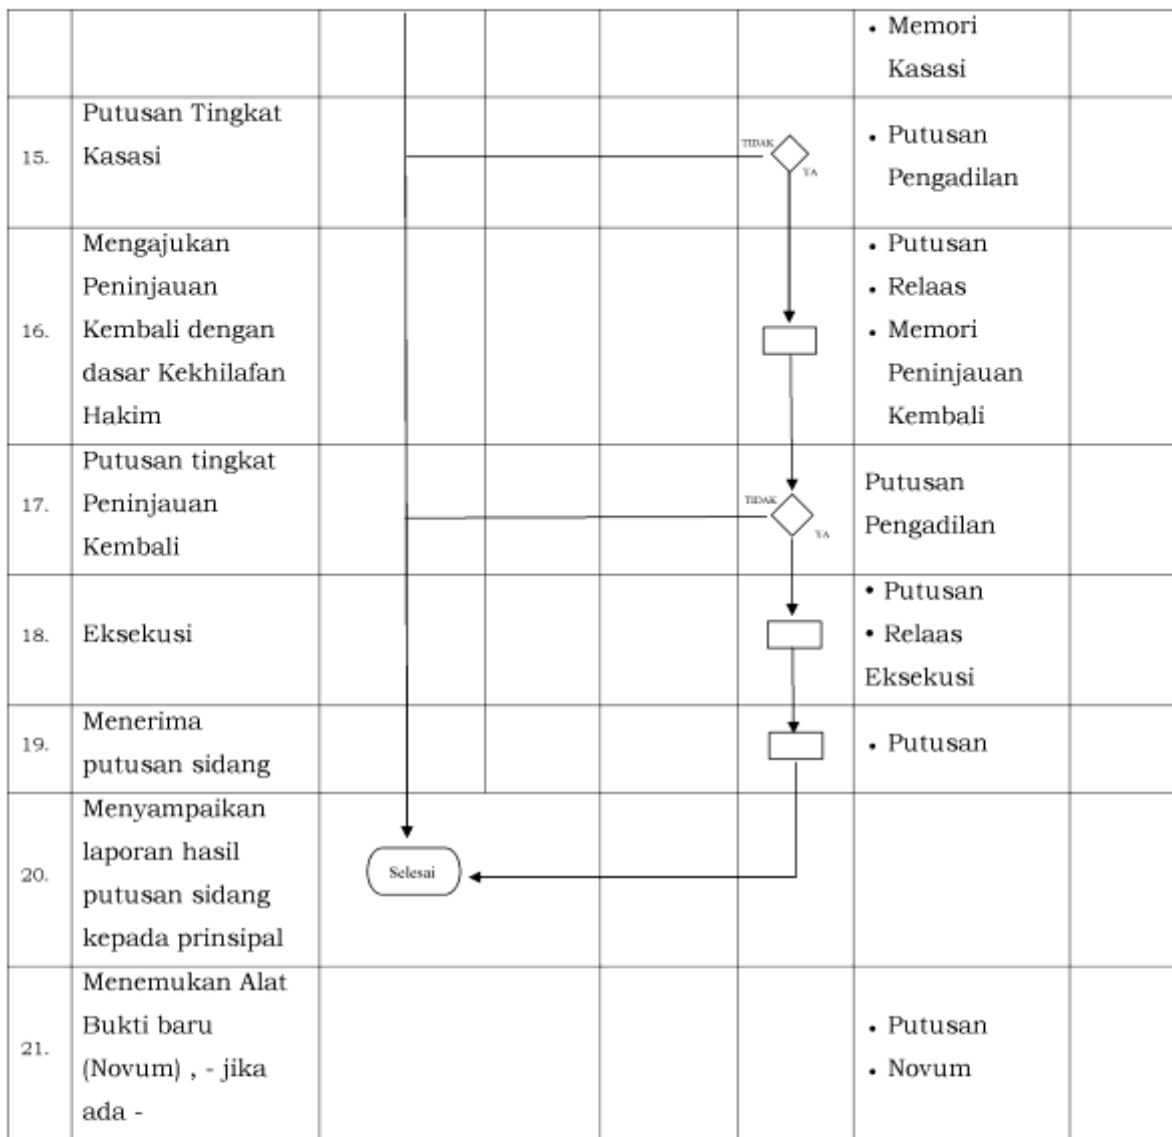 • Memori
Kasasi
15.
Putusan Tingkat
Kasasi
TIDAK
YA
• Putusan
Pengadilan
16.
Mengajukan
Peninjauan
Kembali dengan
dasar Kekhilafan
Hakim
• Putusan
• Relaas
• Memori
Peninjauan
Kembali
17.
Putusan tingkat
Peninjauan
Kembali
TIDAK
YA
Putusan
Pengadilan
18.
Eksekusi
• Putusan
• Relaas
Eksekusi
19.
Menerima
putusan sidang
• Putusan
20.
Menyampaikan
laporan hasil
putusan sidang
kepada prinsipal
Selesai
21.
Menemukan Alat
Bukti baru
(Novum) , - jika
ada -
• Putusan
• Novum